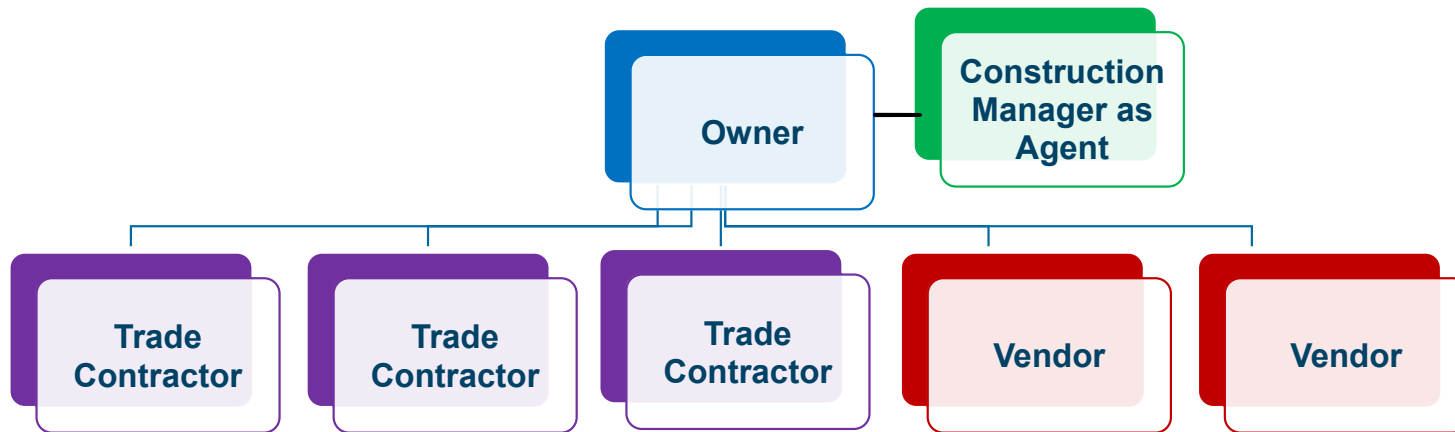 Owner
Construction
Manager as
Agent
Trade
Contractor
Trade
Contractor
Trade
Contractor
Vendor
Vendor